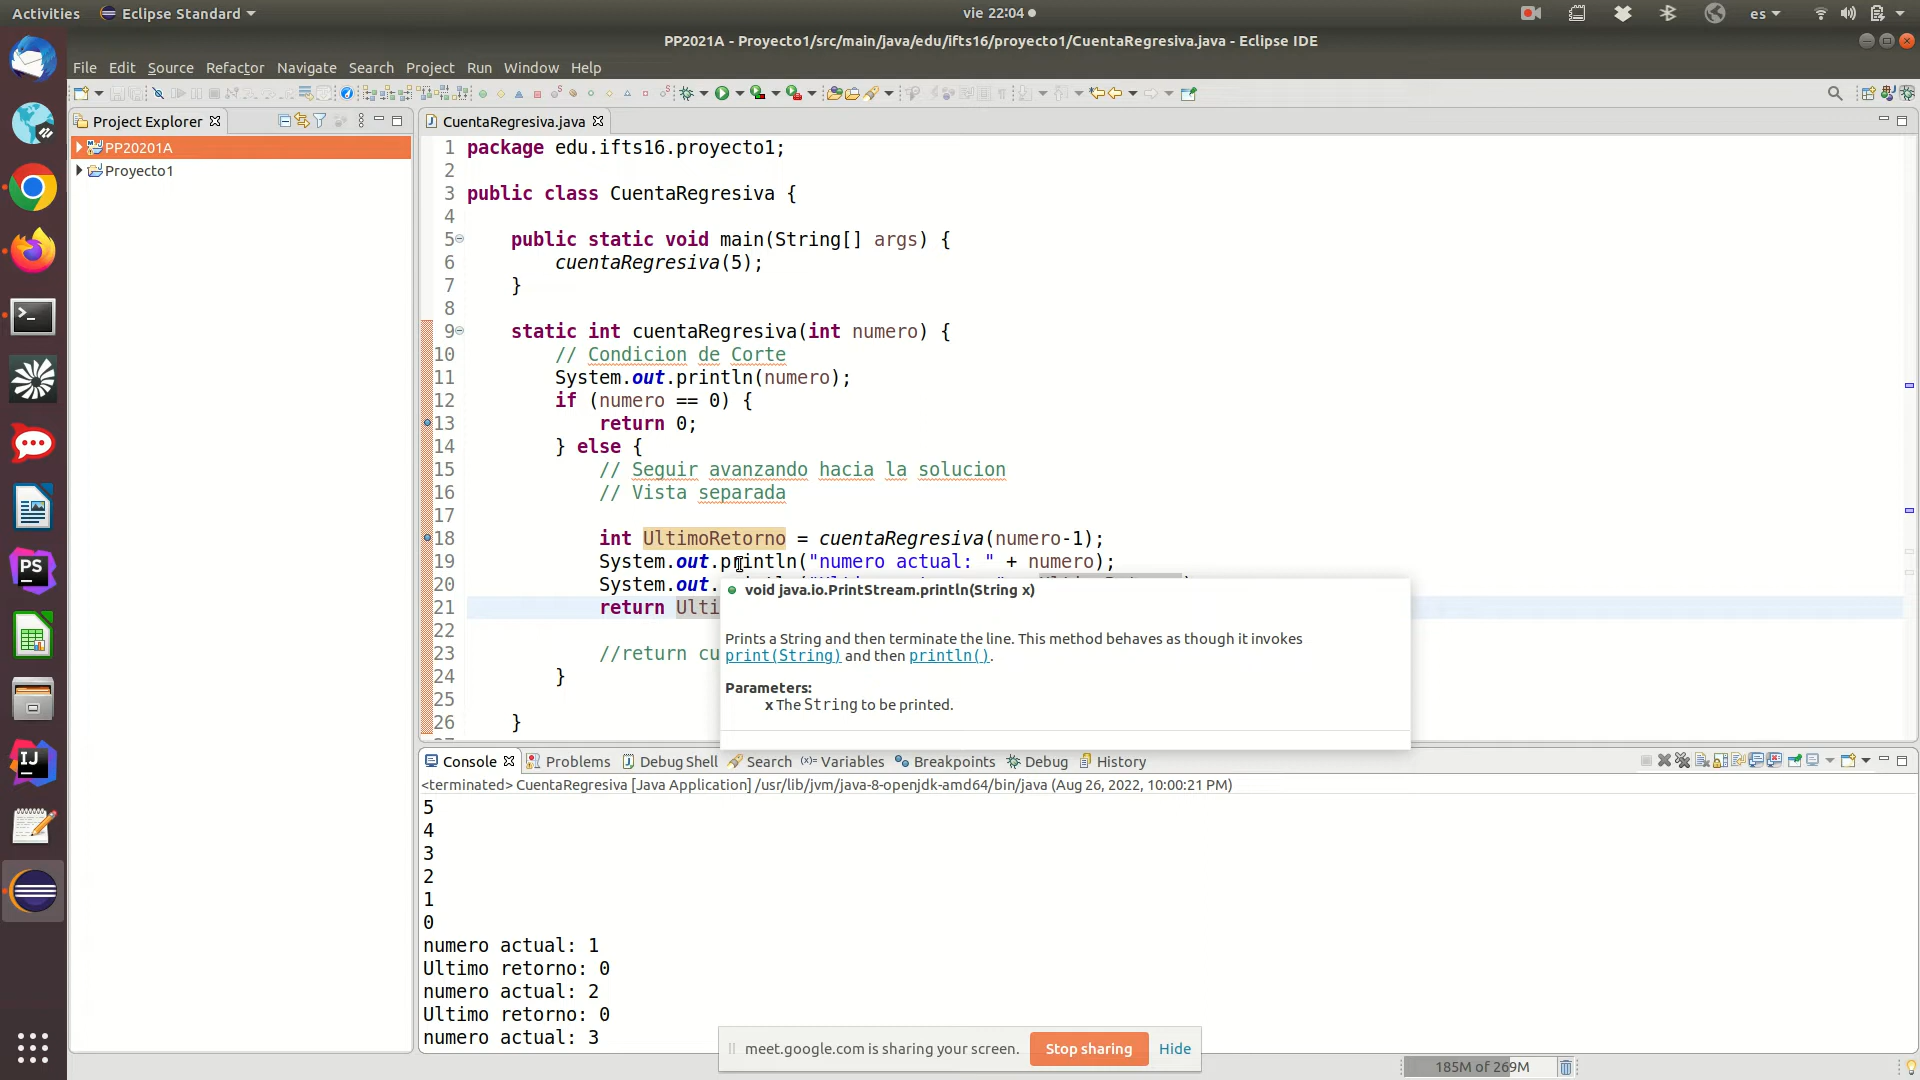 Activities
Eclipse Standard
vie 22:04
es
PP2021A - Proyecto1/src/main/java/edu/ifts16/proyecto1/CuentaRegresiva.java - Eclipse IDE
File Edit Source Refactor Navigate Search Project Run Window Help
Project Explorer
PP20201A
Proyecto1
CuentaRegresiva.java
1 package edu.ifts16.proyecto1;
2
3 public class CuentaRegresiva {
4
5 public static void main(String[] args) {
6 cuentaRegresiva(5);
7 }
8
9 static int cuentaRegresiva(int numero) {
10 // Condicion de Corte
11 System.out.println(numero);
12 if (numero == 0) {
13 return 0;
14 } else {
15 // Seguir avanzando hacia la solucion
16 // Vista separada
17
18 int UltimoRetorno = cuentaRegresiva(numero-1);
19 System.out.println("numero actual: " + numero);
20 System.out.
21 return Ulti
22
23 //return cu
24 }
25
26 }
void java.io.PrintStream.println(String x)
Prints a String and then terminate the line. This method behaves as though it invokes
print(String) and then println().
Parameters:
x The String to be printed.
Console Problems Debug Shell Search Variables Breakpoints Debug History
<terminated> CuentaRegresiva [Java Application] /usr/lib/jvm/java-8-openjdk-amd64/bin/java (Aug 26, 2022, 10:00:21 PM)
5
4
3
2
1
0
numero actual: 1
Ultimo retorno: 0
numero actual: 2
Ultimo retorno: 0
numero actual: 3
meet.google.com is sharing your screen. Stop sharing Hide
185M of 269M
PS
IJ